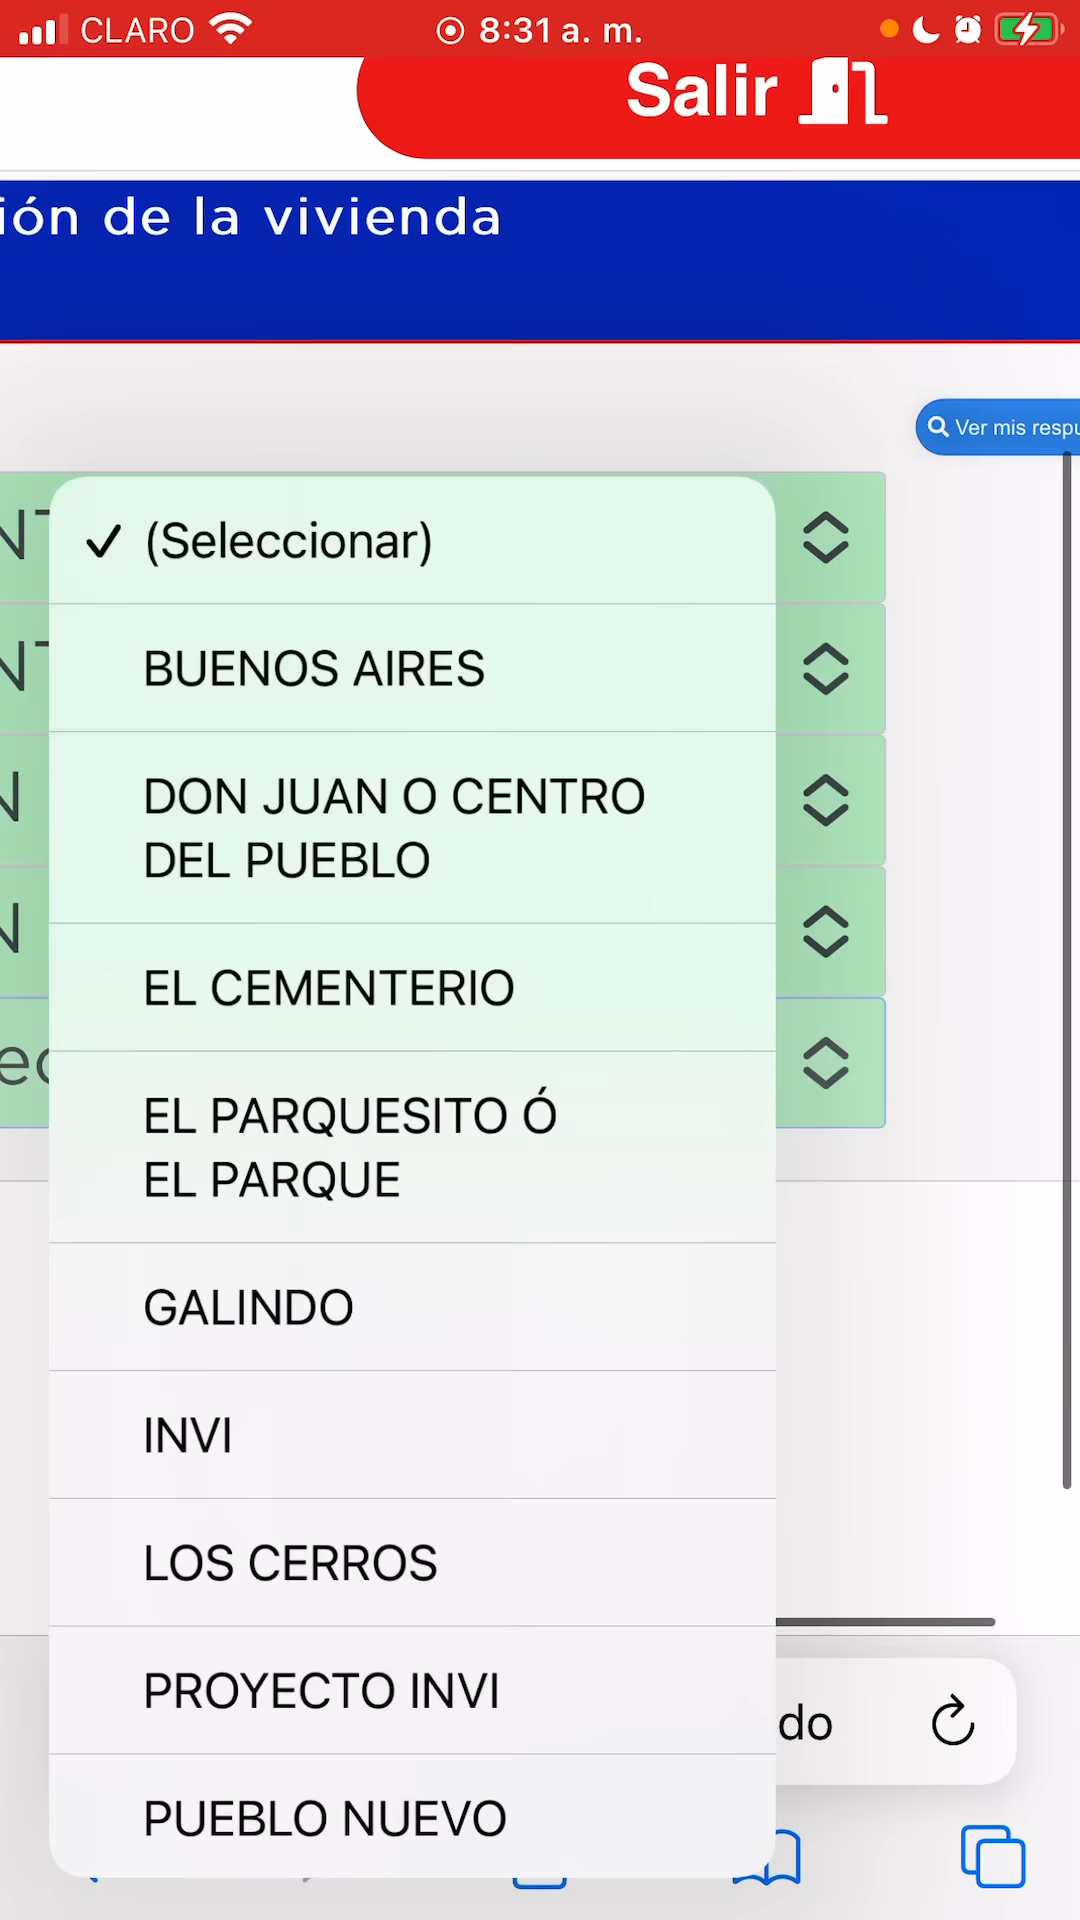 CLARO 8:31 a. m.
Salir
ión de la vivienda
Ver mis respu
(Seleccionar)
BUENOS AIRES
DON JUAN O CENTRO
DEL PUEBLO
EL CEMENTERIO
EL PARQUESITO Ó
EL PARQUE
GALINDO
INVI
LOS CERROS
PROYECTO INVI
do
PUEBLO NUEVO